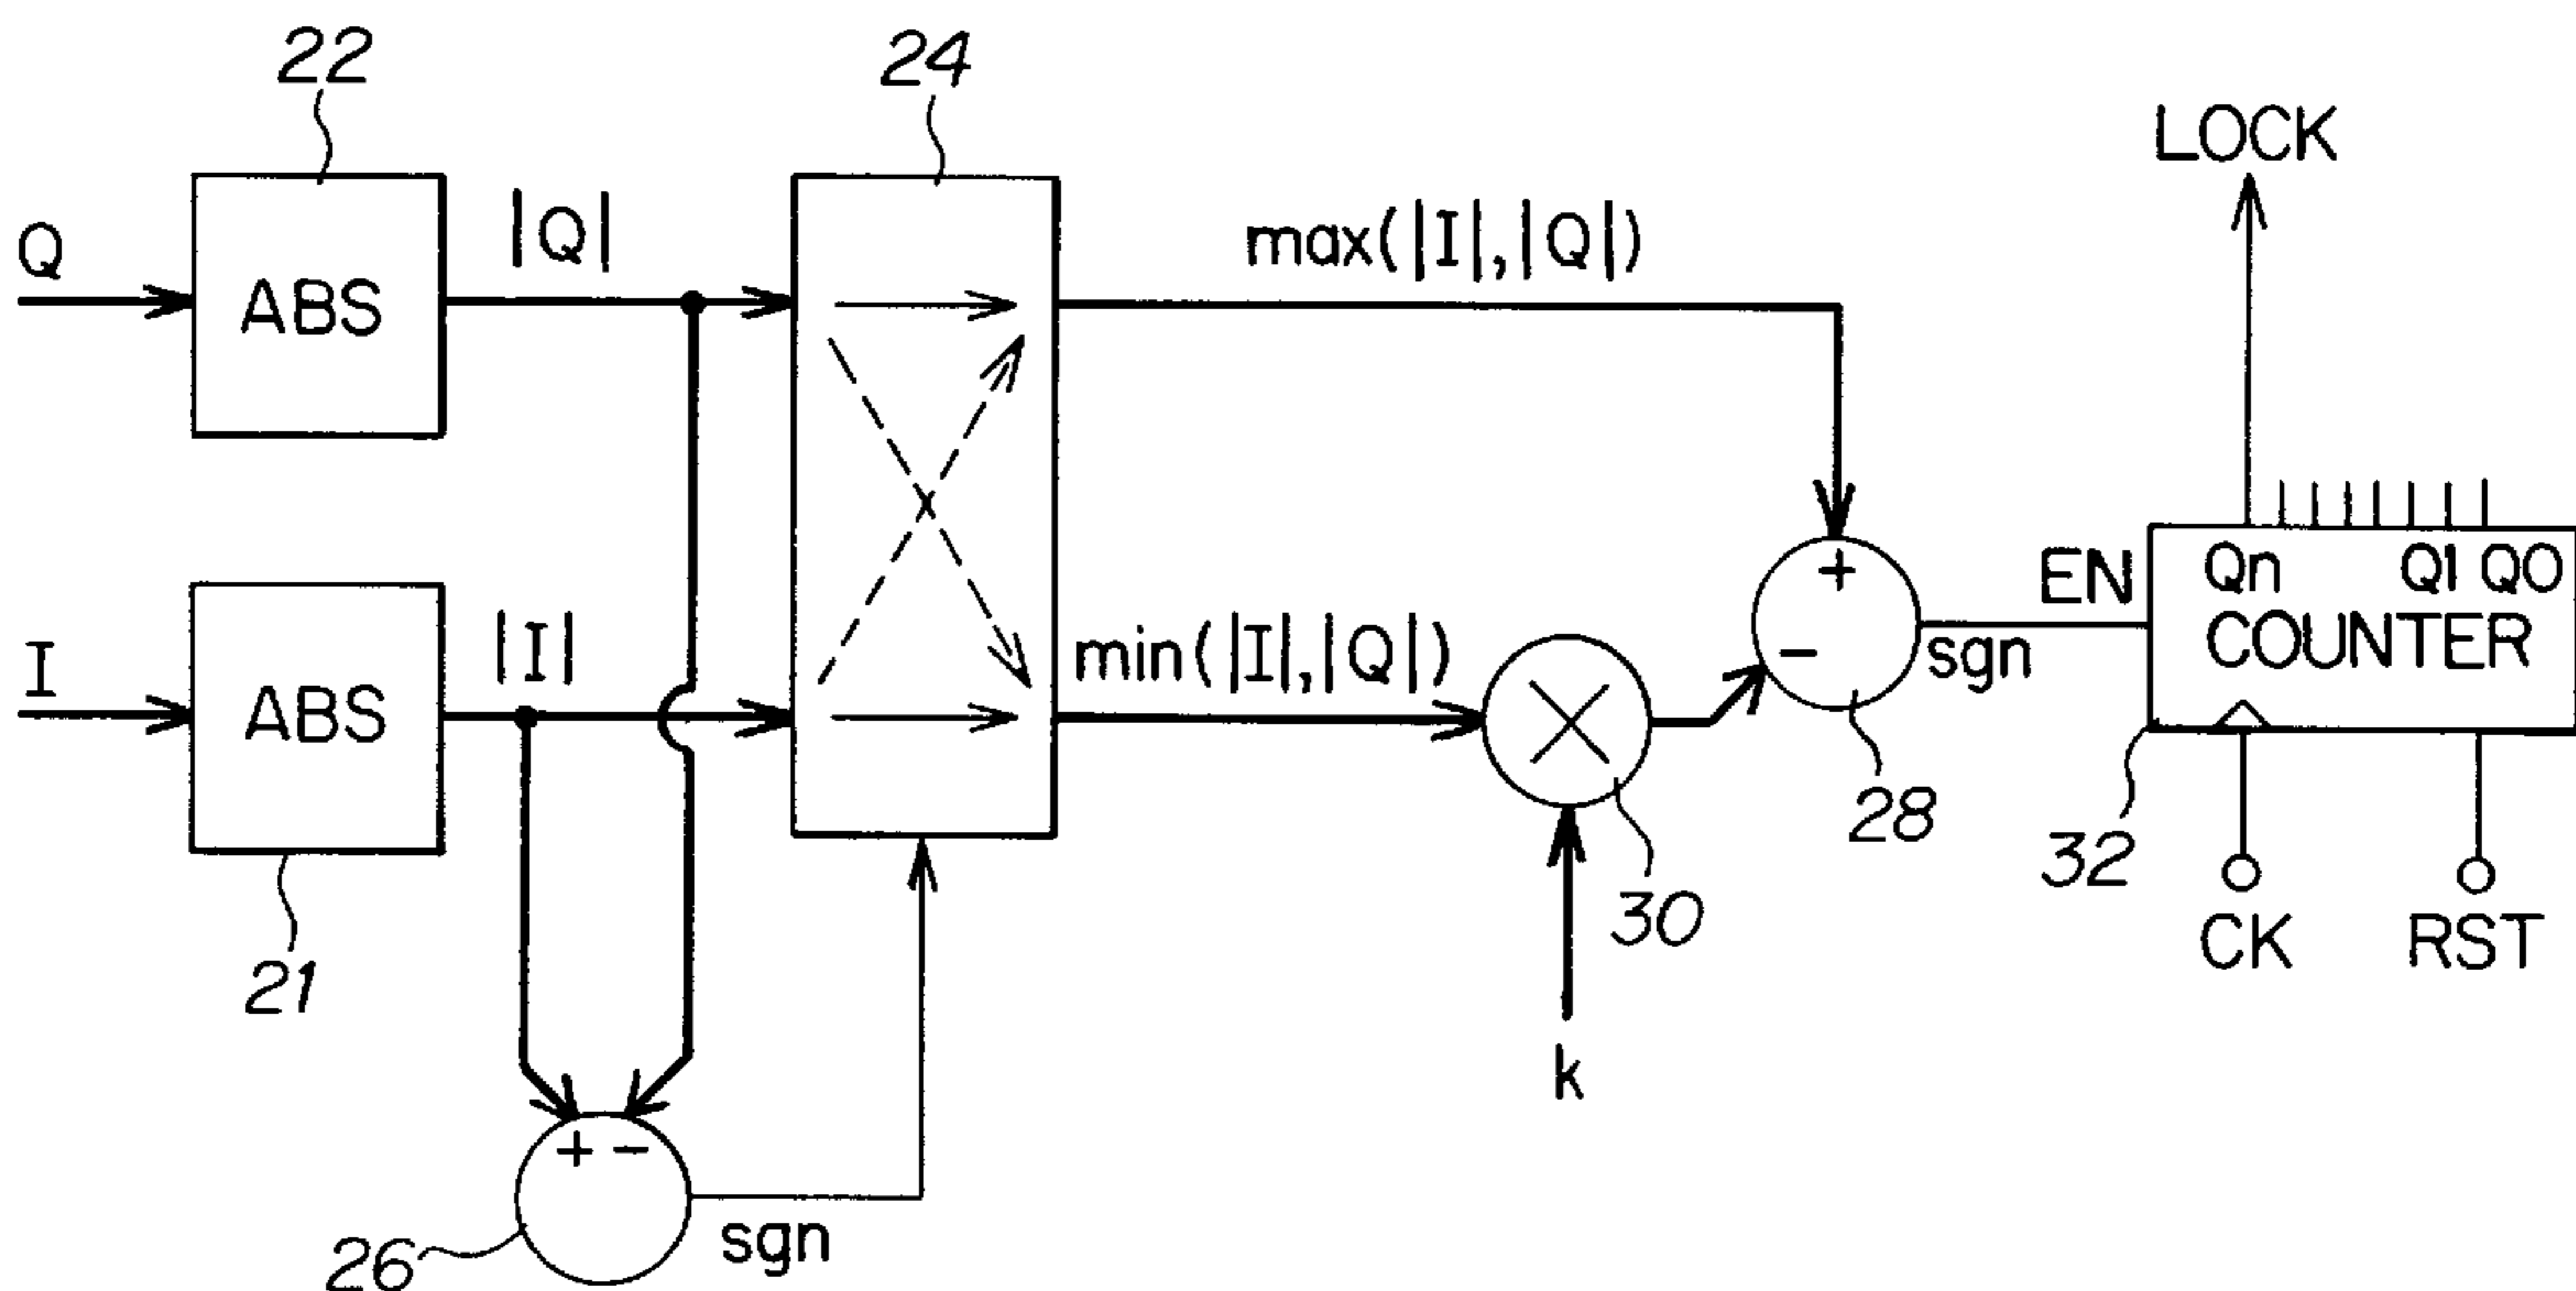 22
24
LOCK
Q
ABS
|Q|
max(|I|,|Q|)
I
ABS
|I|
min(|I|,|Q|)
+
−
sgn
EN
Qn Q1 Q0
COUNTER
21
k
30
28
32
CK
RST
+ −
sgn
26